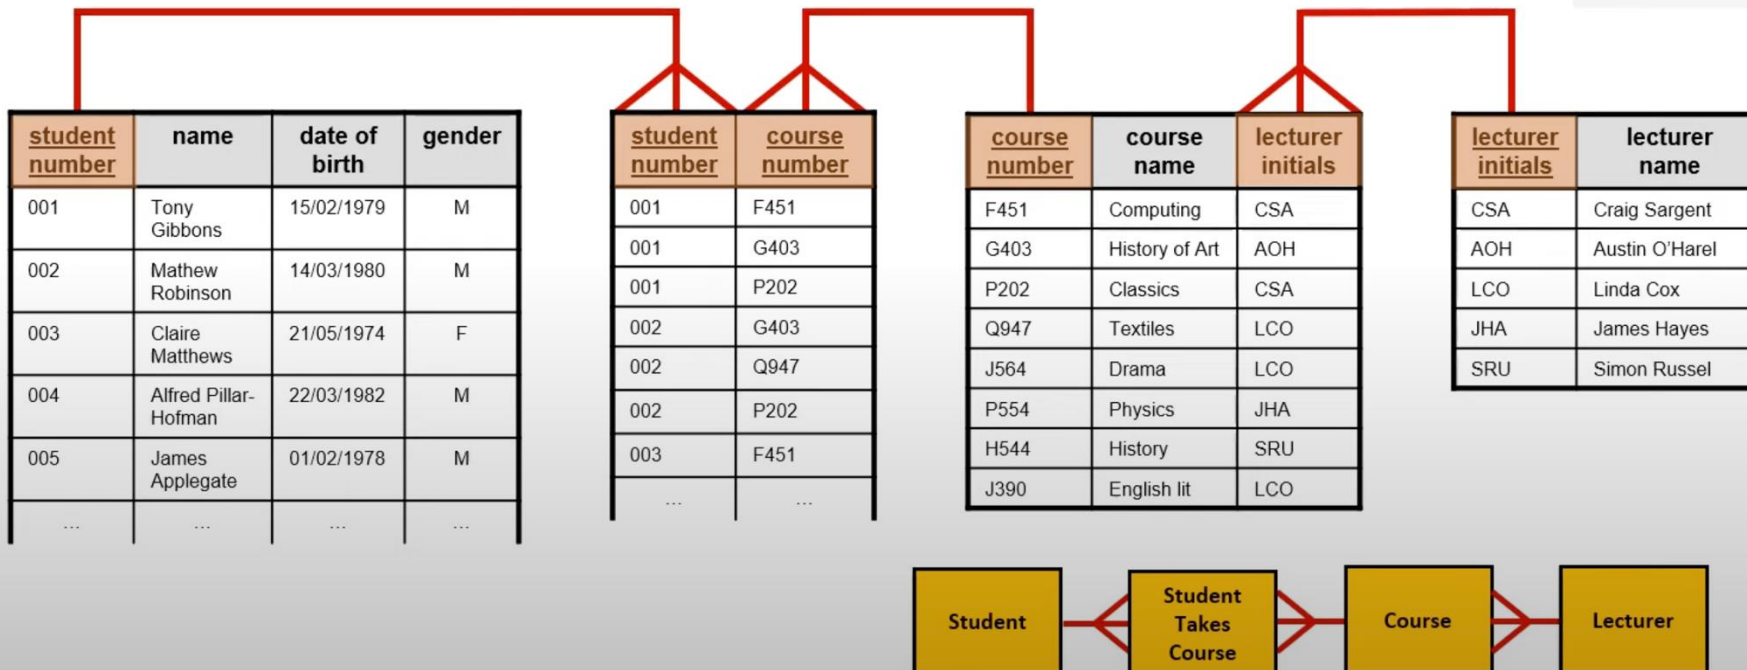 student number name date of birth gender
001 Tony Gibbons 15/02/1979 M
002 Mathew Robinson 14/03/1980 M
003 Claire Matthews 21/05/1974 F
004 Alfred Pillar-Hofman 22/03/1982 M
005 James Applegate 01/02/1978 M
... ... ... ...
student number course number
001 F451
001 G403
001 P202
002 G403
002 Q947
002 P202
003 F451
... ...
course number course name lecturer initials
F451 Computing CSA
G403 History of Art AOH
P202 Classics CSA
Q947 Textiles LCO
J564 Drama LCO
P554 Physics JHA
H544 History SRU
J390 English lit LCO
lecturer initials lecturer name
CSA Craig Sargent
AOH Austin O'Harel
LCO Linda Cox
JHA James Hayes
SRU Simon Russel
Student
Student
Takes
Course
Course
Lecturer